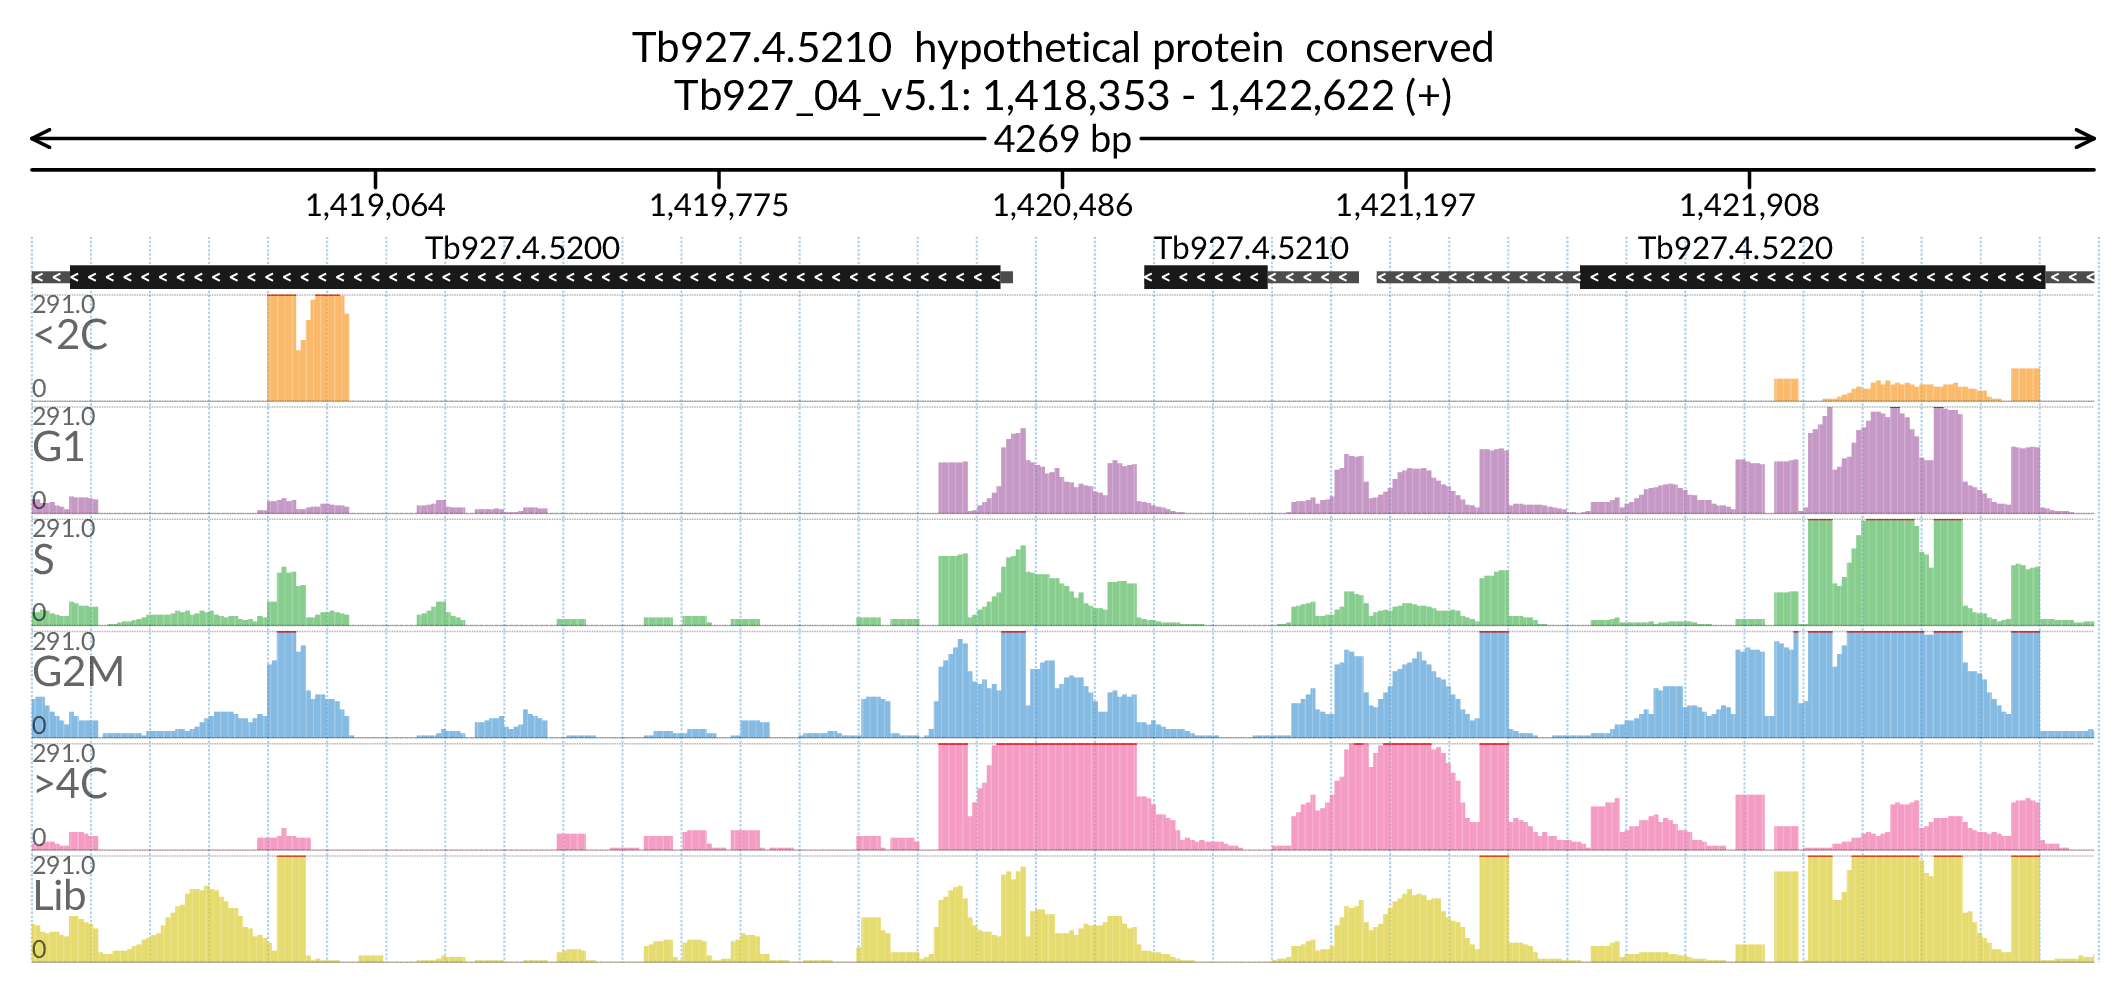 Tb927.4.5210  hypothetical protein  conserved
Tb927_04_v5.1: 1,418,353 - 1,422,622 (+)
4269 bp
1,419,064 1,419,775 1,420,486 1,421,197 1,421,908
Tb927.4.5200 Tb927.4.5210 Tb927.4.5220
291.0
<2C
0
291.0
G1
0
291.0
S
0
291.0
G2M
0
291.0
>4C
0
291.0
Lib
0